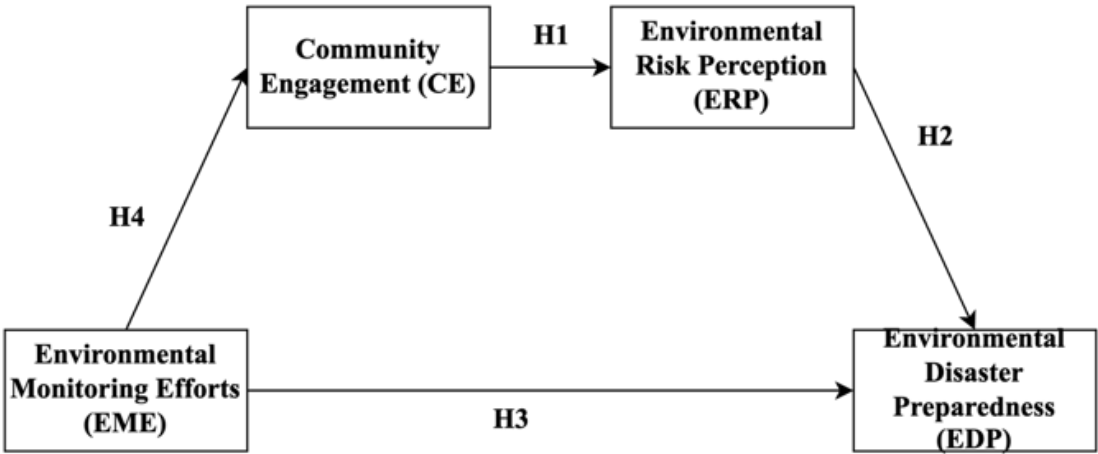 Community
Engagement (CE)
H1
Environmental
Risk Perception
(ERP)
H2
H4
Environmental
Monitoring Efforts
(EME)
H3
Environmental
Disaster
Preparedness
(EDP)